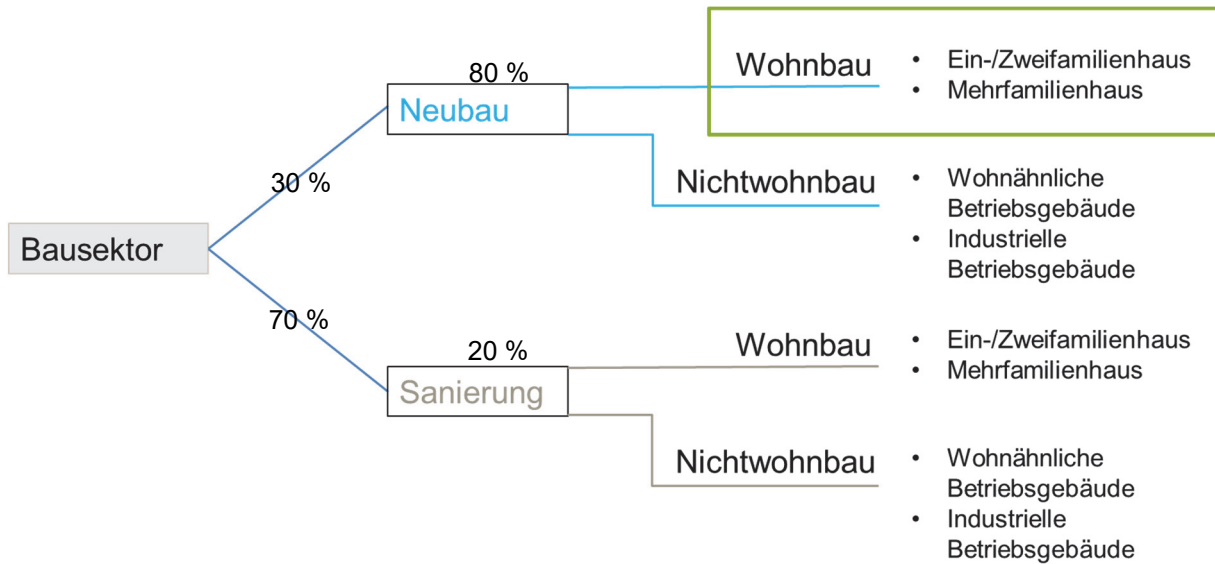 80 %
Wohnbau
• Ein-/Zweifamilienhaus
• Mehrfamilienhaus
Neubau
30 %
Nichtwohnbau
• Wohnähnliche
Betriebsgebäude
• Industrielle
Betriebsgebäude
Bausektor
70 %
20 %
Wohnbau
• Ein-/Zweifamilienhaus
• Mehrfamilienhaus
Sanierung
Nichtwohnbau
• Wohnähnliche
Betriebsgebäude
• Industrielle
Betriebsgebäude